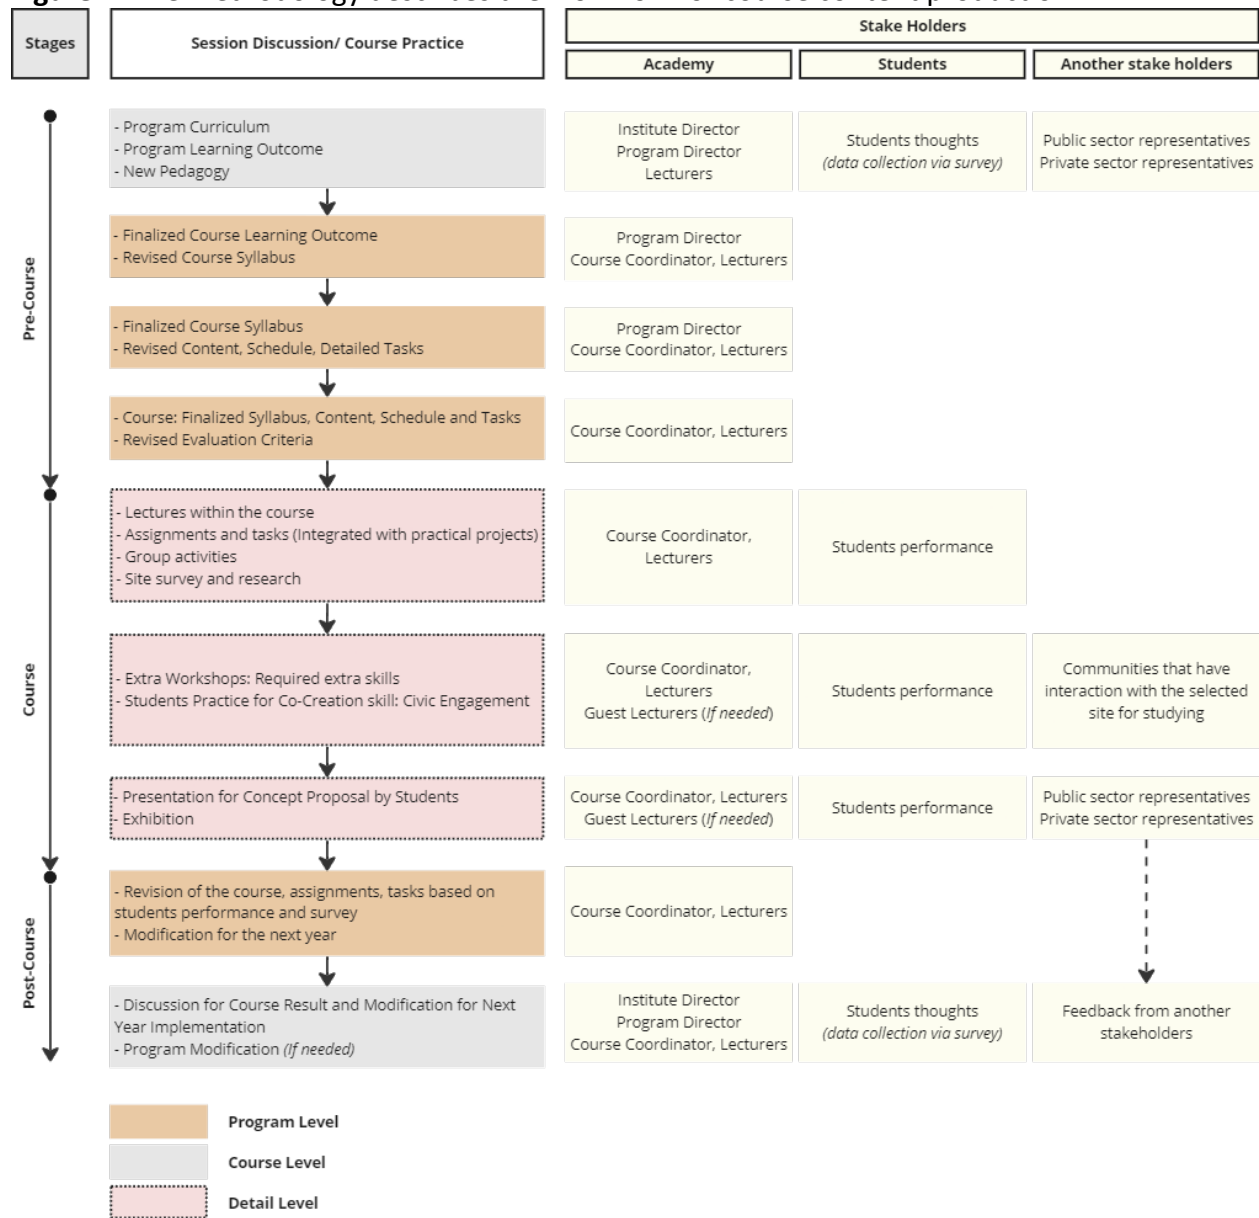 Stages
Session Discussion/ Course Practice
Stake Holders
Academy
Students
Another stake holders
Pre-Course
- Program Curriculum
- Program Learning Outcome
- New Pedagogy
Institute Director
Program Director
Lecturers
Students thoughts
(data collection via survey)
Public sector representatives
Private sector representatives
- Finalized Course Learning Outcome
- Revised Course Syllabus
Program Director
Course Coordinator, Lecturers
- Finalized Course Syllabus
- Revised Content, Schedule, Detailed Tasks
Program Director
Course Coordinator, Lecturers
- Course: Finalized Syllabus, Content, Schedule and Tasks
- Revised Evaluation Criteria
Course Coordinator, Lecturers
Course
- Lectures within the course
- Assignments and tasks (Integrated with practical projects)
- Group activities
- Site survey and research
Course Coordinator,
Lecturers
Students performance
- Extra Workshops: Required extra skills
- Students Practice for Co-Creation skill: Civic Engagement
Course Coordinator,
Lecturers
Guest Lecturers (If needed)
Students performance
Communities that have
interaction with the selected
site for studying
- Presentation for Concept Proposal by Students
- Exhibition
Course Coordinator, Lecturers
Guest Lecturers (If needed)
Students performance
Public sector representatives
Private sector representatives
Post-Course
- Revision of the course, assignments, tasks based on
students performance and survey
- Modification for the next year
Course Coordinator, Lecturers
- Discussion for Course Result and Modification for Next
Year Implementation
- Program Modification (If needed)
Institute Director
Program Director
Course Coordinator, Lecturers
Students thoughts
(data collection via survey)
Feedback from another
stakeholders
Program Level
Course Level
Detail Level